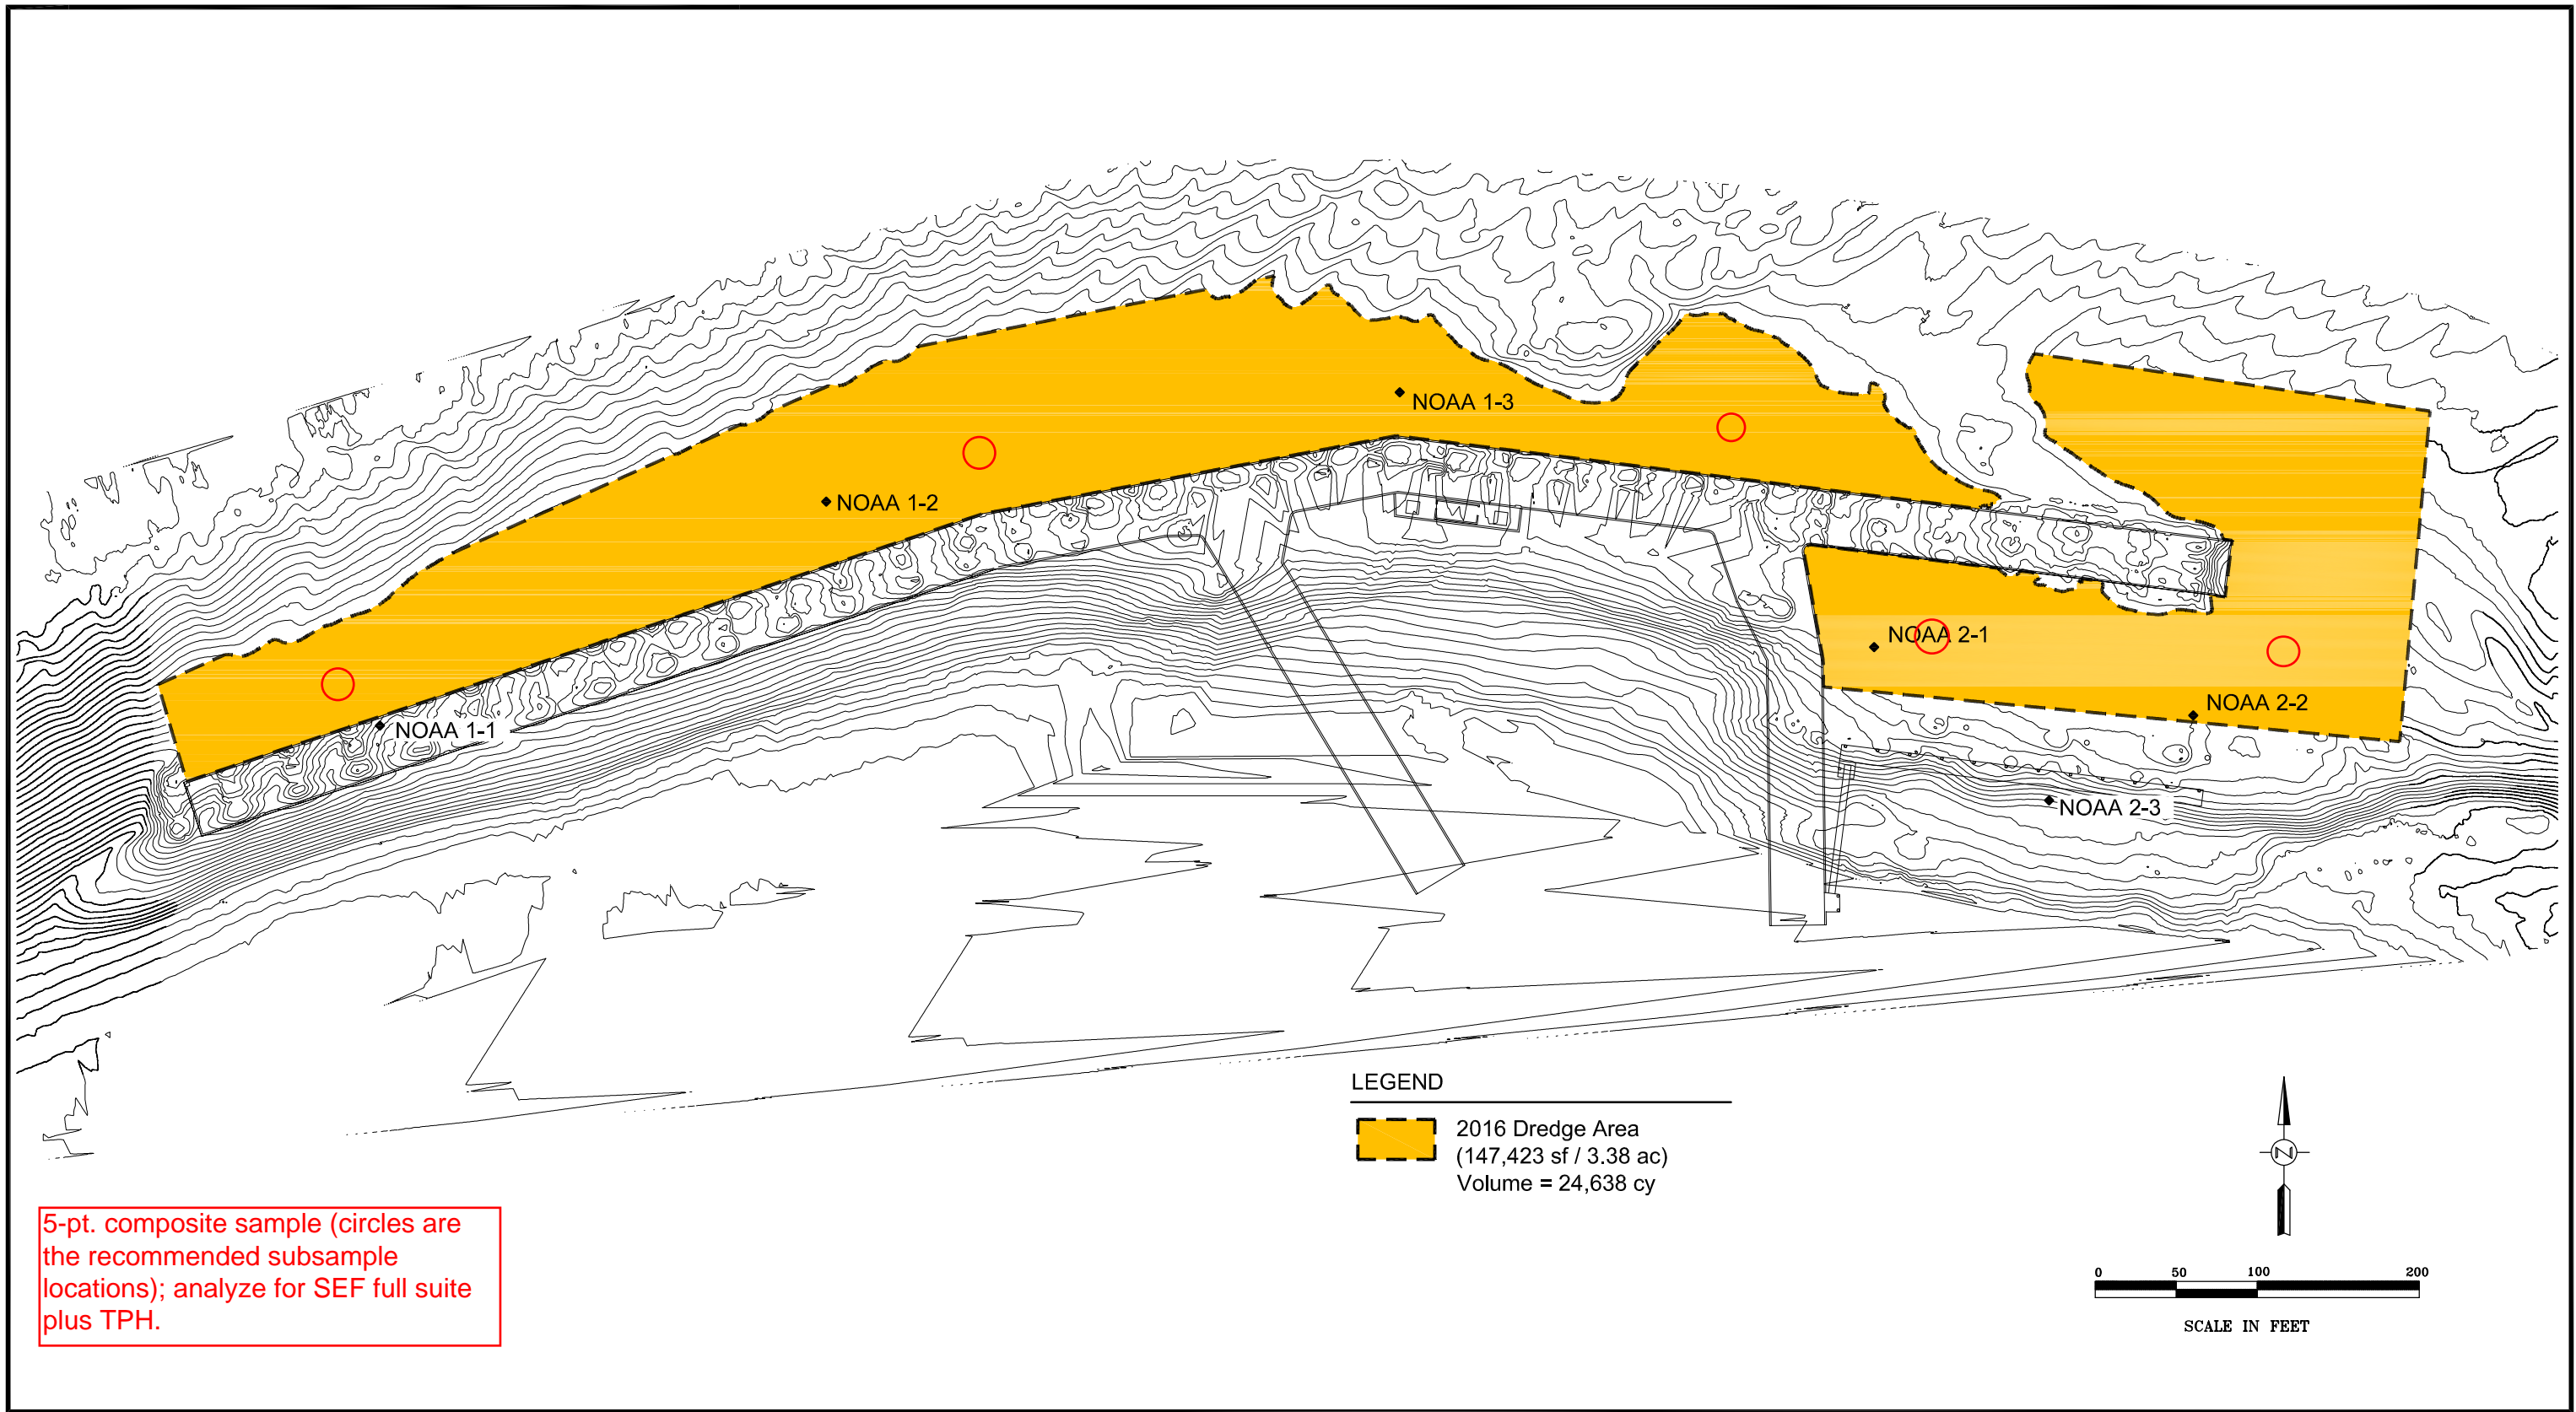 NOAA 1-3
NOAA 1-2
NOAA 2-1
NOAA 1-1
NOAA 2-2
NOAA 2-3
LEGEND
2016 Dredge Area
(147,423 sf / 3.38 ac)
Volume = 24,638 cy
N
5-pt. composite sample (circles are
the recommended subsample
locations); analyze for SEF full suite
plus TPH.
0 50 100 200
SCALE IN FEET